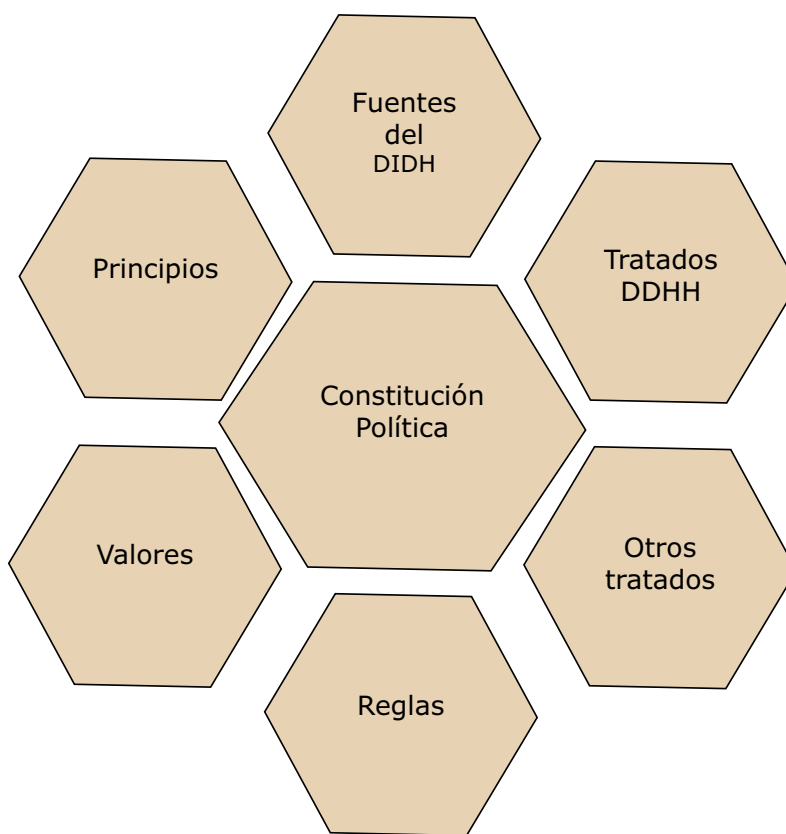 Fuentes
del
DIDH
Principios
Tratados
DDHH
Constitución
Política
Valores
Otros
tratados
Reglas